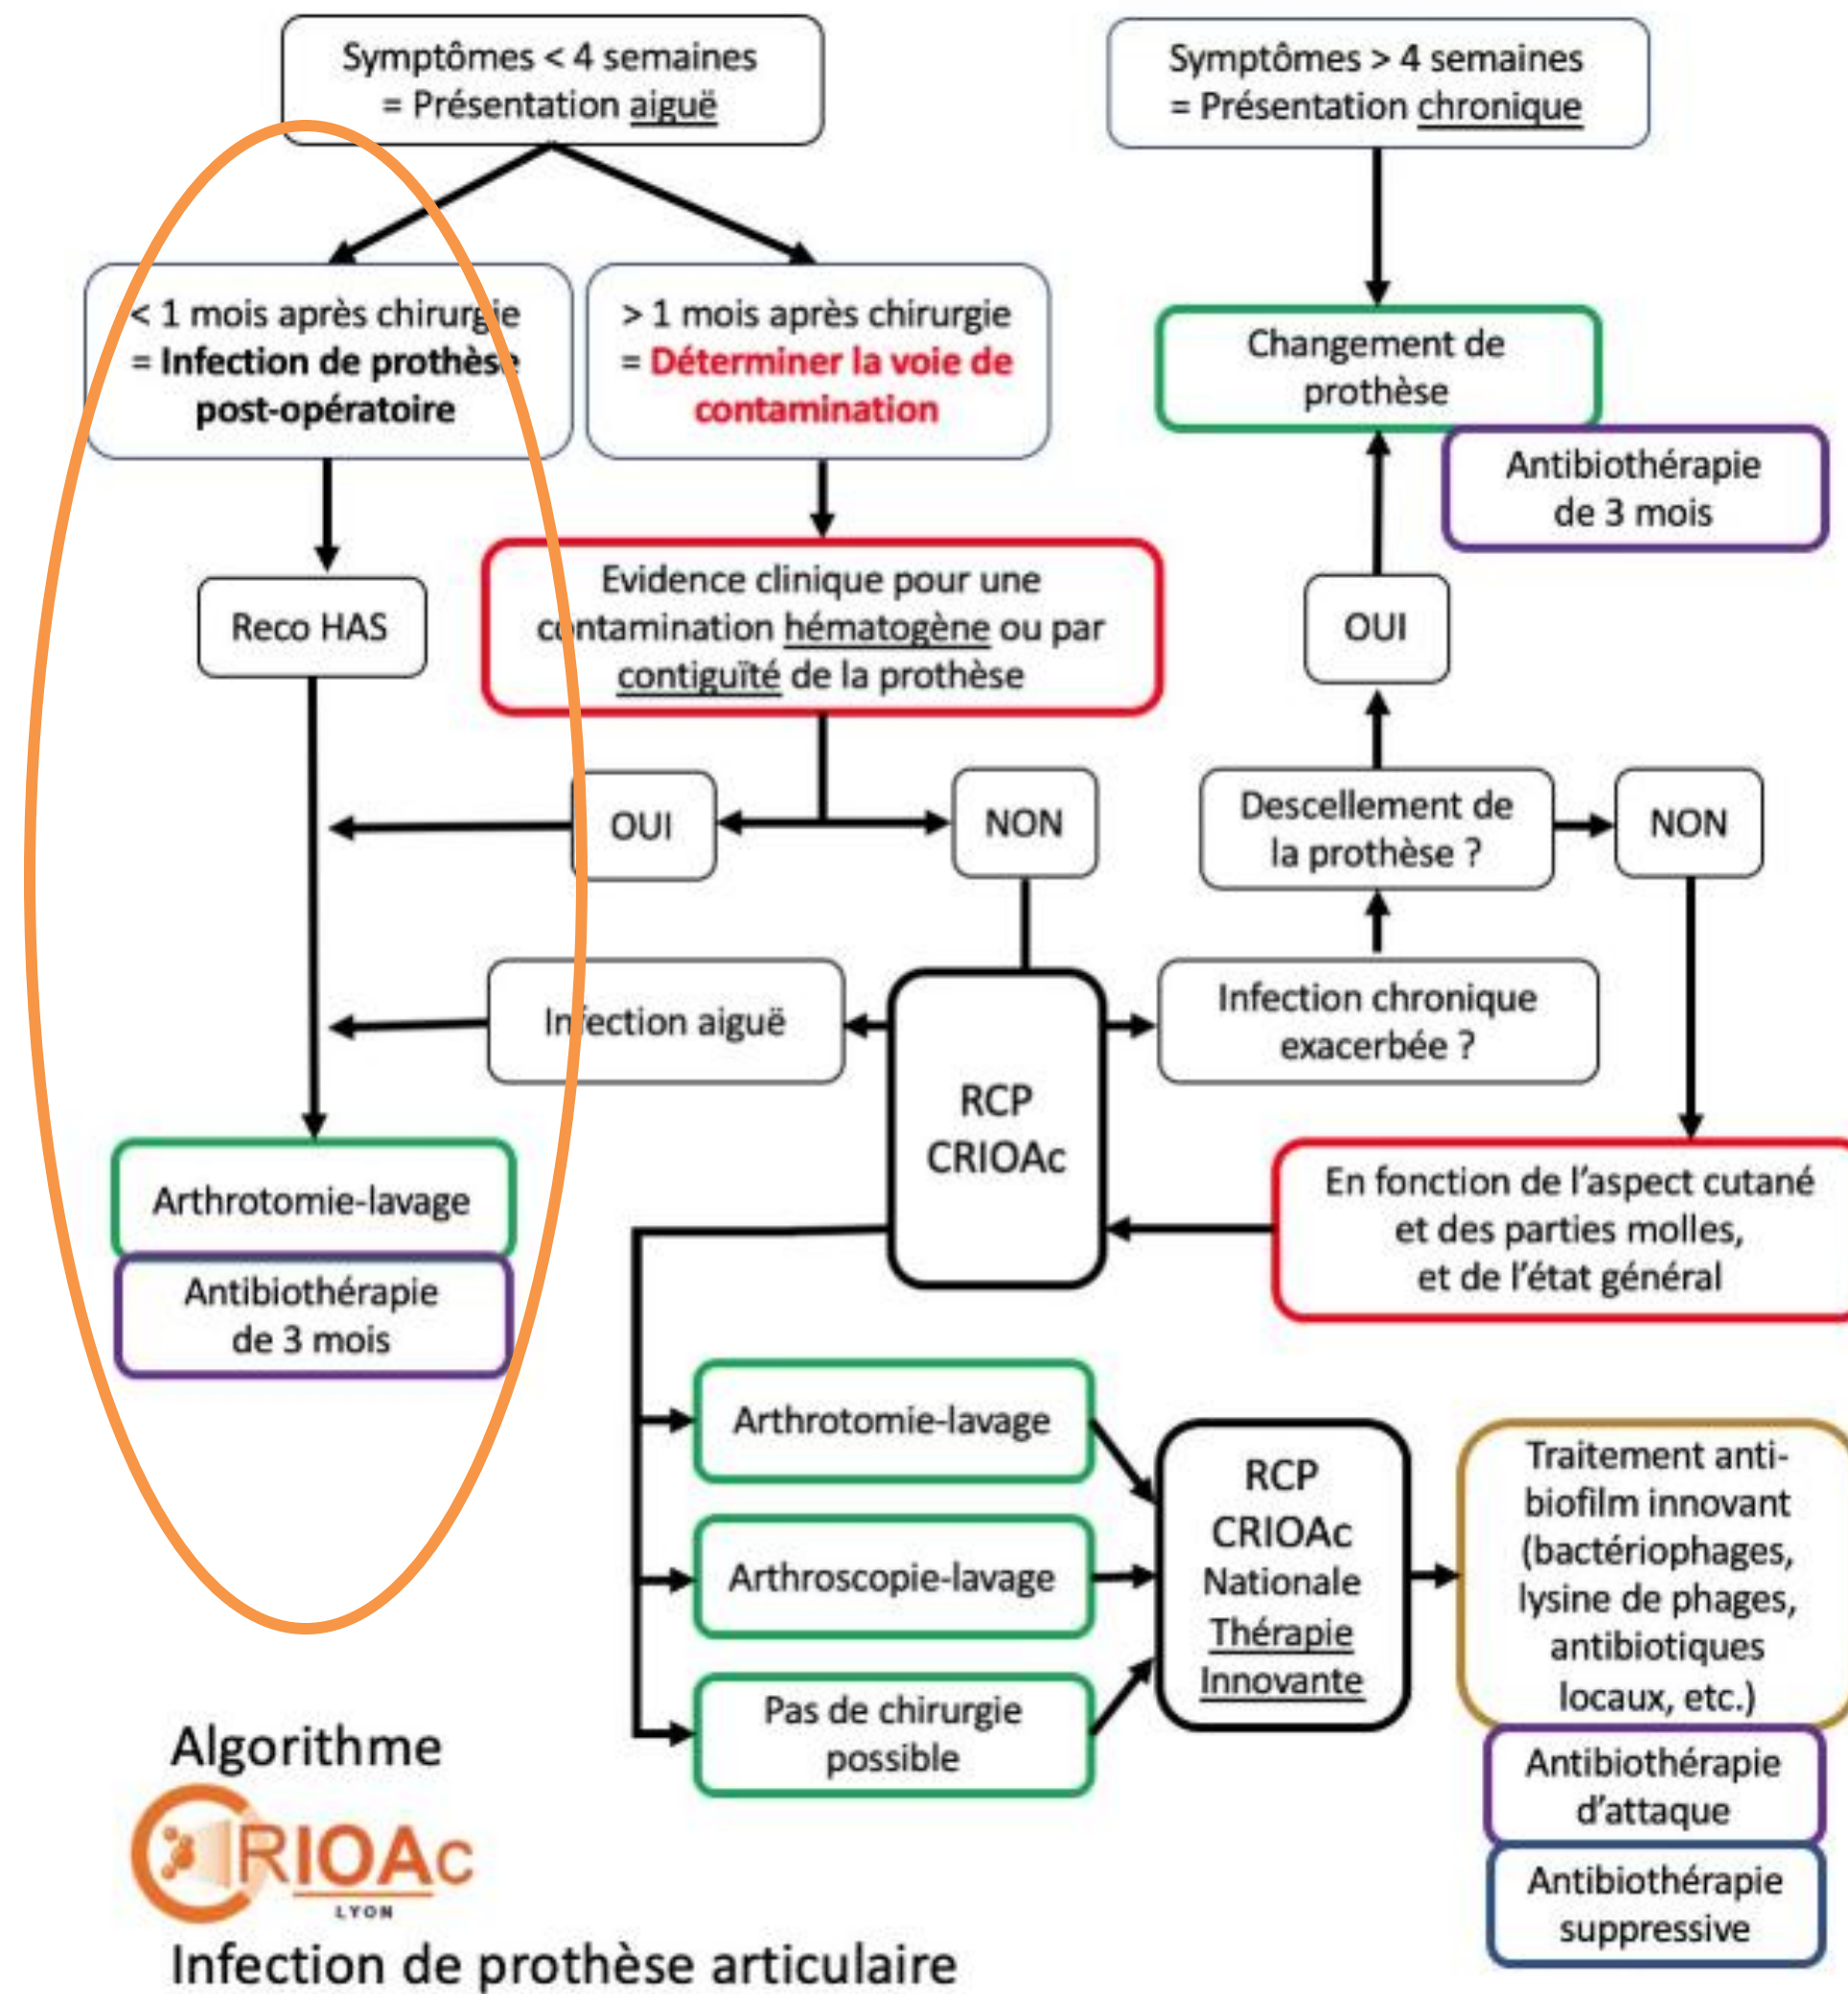 Symptômes < 4 semaines
= Présentation aiguë
Symptômes > 4 semaines
= Présentation chronique
< 1 mois après chirurgie
= Infection de prothèse
post-opératoire
> 1 mois après chirurgie
= Déterminer la voie de
contamination
Changement de
prothèse
Antibiothérapie
de 3 mois
Reco HAS
Evidence clinique pour une
contamination hématogène ou par
contiguïté de la prothèse
OUI
OUI
NON
Descellement de
la prothèse ?
NON
Infection aiguë
RCP
CRIOAc
Infection chronique
exacerbée ?
Arthrotomie-lavage
Antibiothérapie
de 3 mois
En fonction de l'aspect cutané
et des parties molles,
et de l'état général
Arthrotomie-lavage
Arthroscopie-lavage
Pas de chirurgie
possible
RCP
CRIOAc
Nationale
Thérapie
Innovante
Traitement anti-
biofilm innovant
(bactériophages,
lysine de phages,
antibiotiques
locaux, etc.)
Antibiothérapie
d'attaque
Antibiothérapie
suppressive
Algorithme
CRIOAc
LYON
Infection de prothèse articulaire